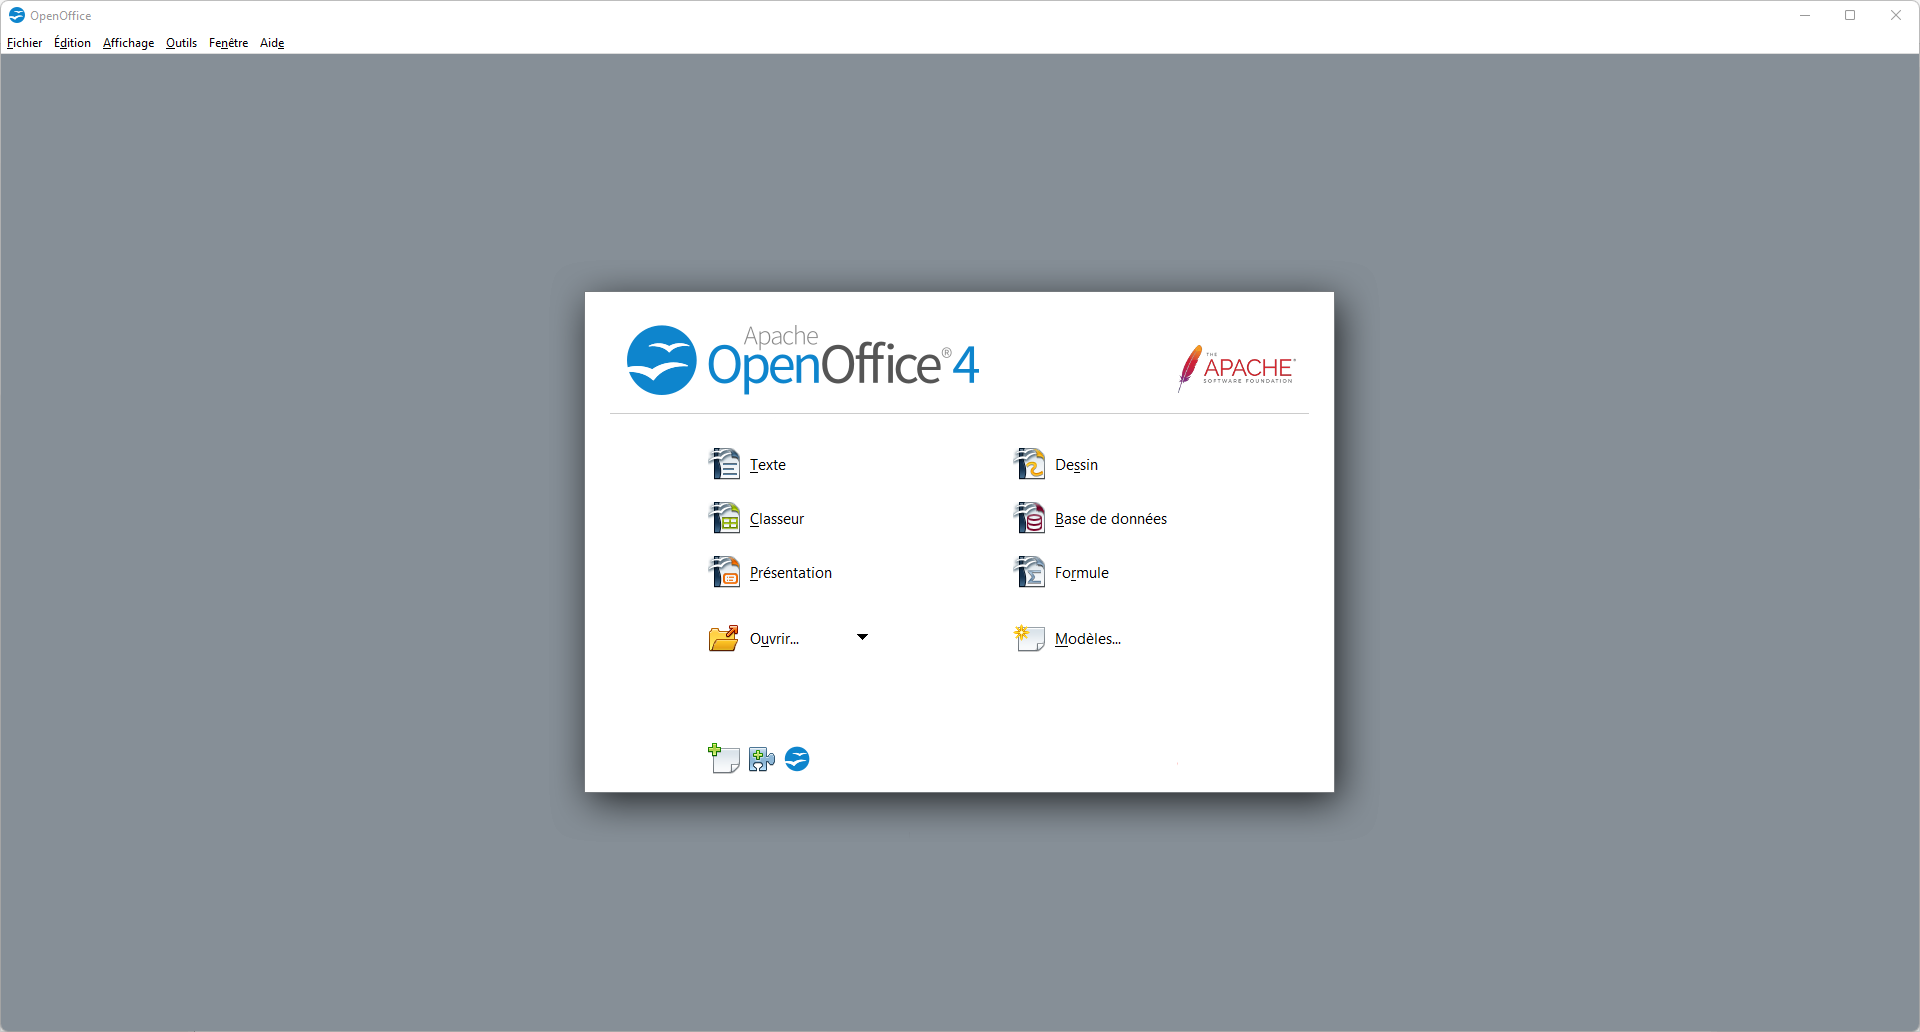 OpenOffice
Fichier Édition Affichage Outils Fenêtre Aide
Apache
OpenOffice® 4
THE
APACHE®
SOFTWARE FOUNDATION
Texte
Dessin
Classeur
Base de données
Présentation
Formule
Ouvrir...
Modèles...